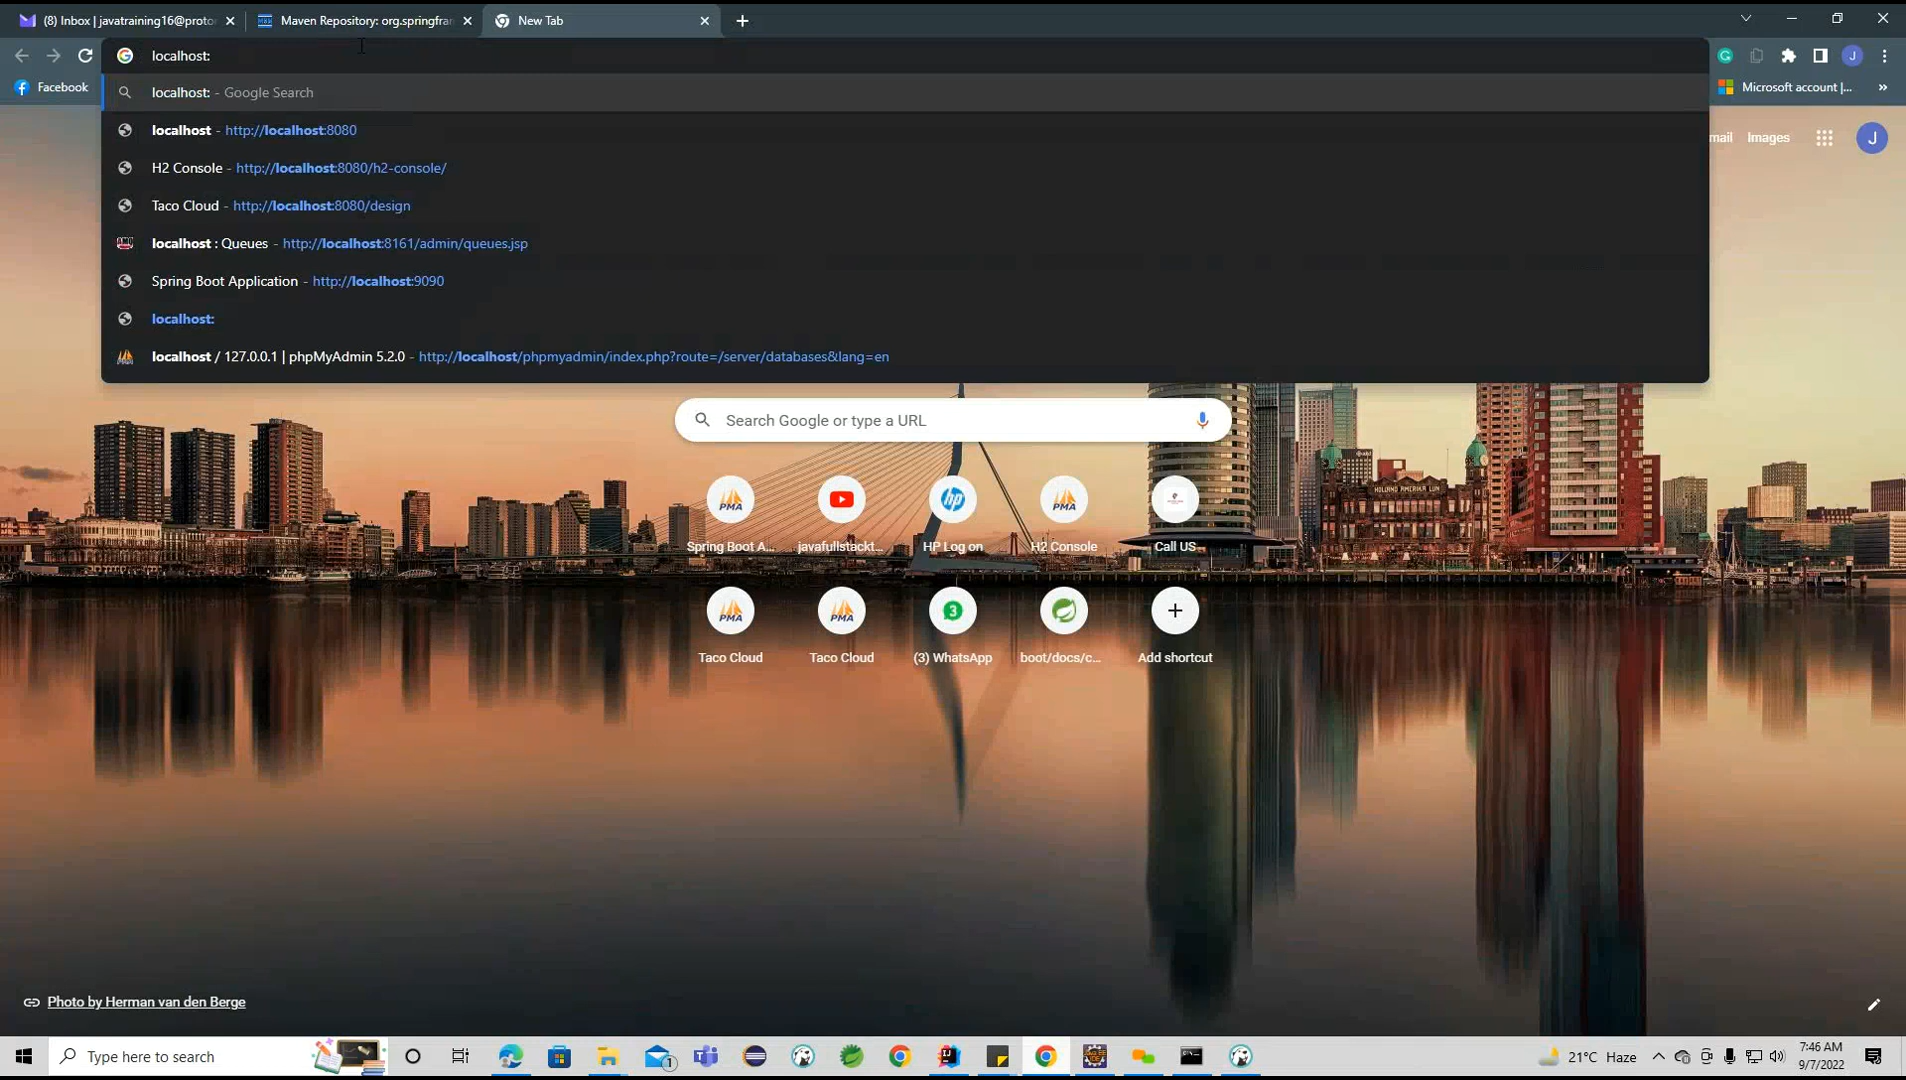 (8) Inbox | javatraining16@proto
Maven Repository: org.springfra
New Tab
localhost:
Facebook
Microsoft account |...
»
localhost: - Google Search
localhost - http://localhost:8080
H2 Console - http://localhost:8080/h2-console/
Taco Cloud - http://localhost:8080/design
localhost : Queues - http://localhost:8161/admin/queues.jsp
Spring Boot Application - http://localhost:9090
localhost:
localhost / 127.0.0.1 | phpMyAdmin 5.2.0 - http://localhost/phpmyadmin/index.php?route=/server/databases&lang=en
mail Images J
Search Google or type a URL
Spring Boot A... javafullstackt... HP Log on H2 Console Call US
Taco Cloud Taco Cloud (3) WhatsApp boot/docs/c... Add shortcut
Photo by Herman van den Berge
Type here to search
21°C Haze
7:46 AM
9/7/2022